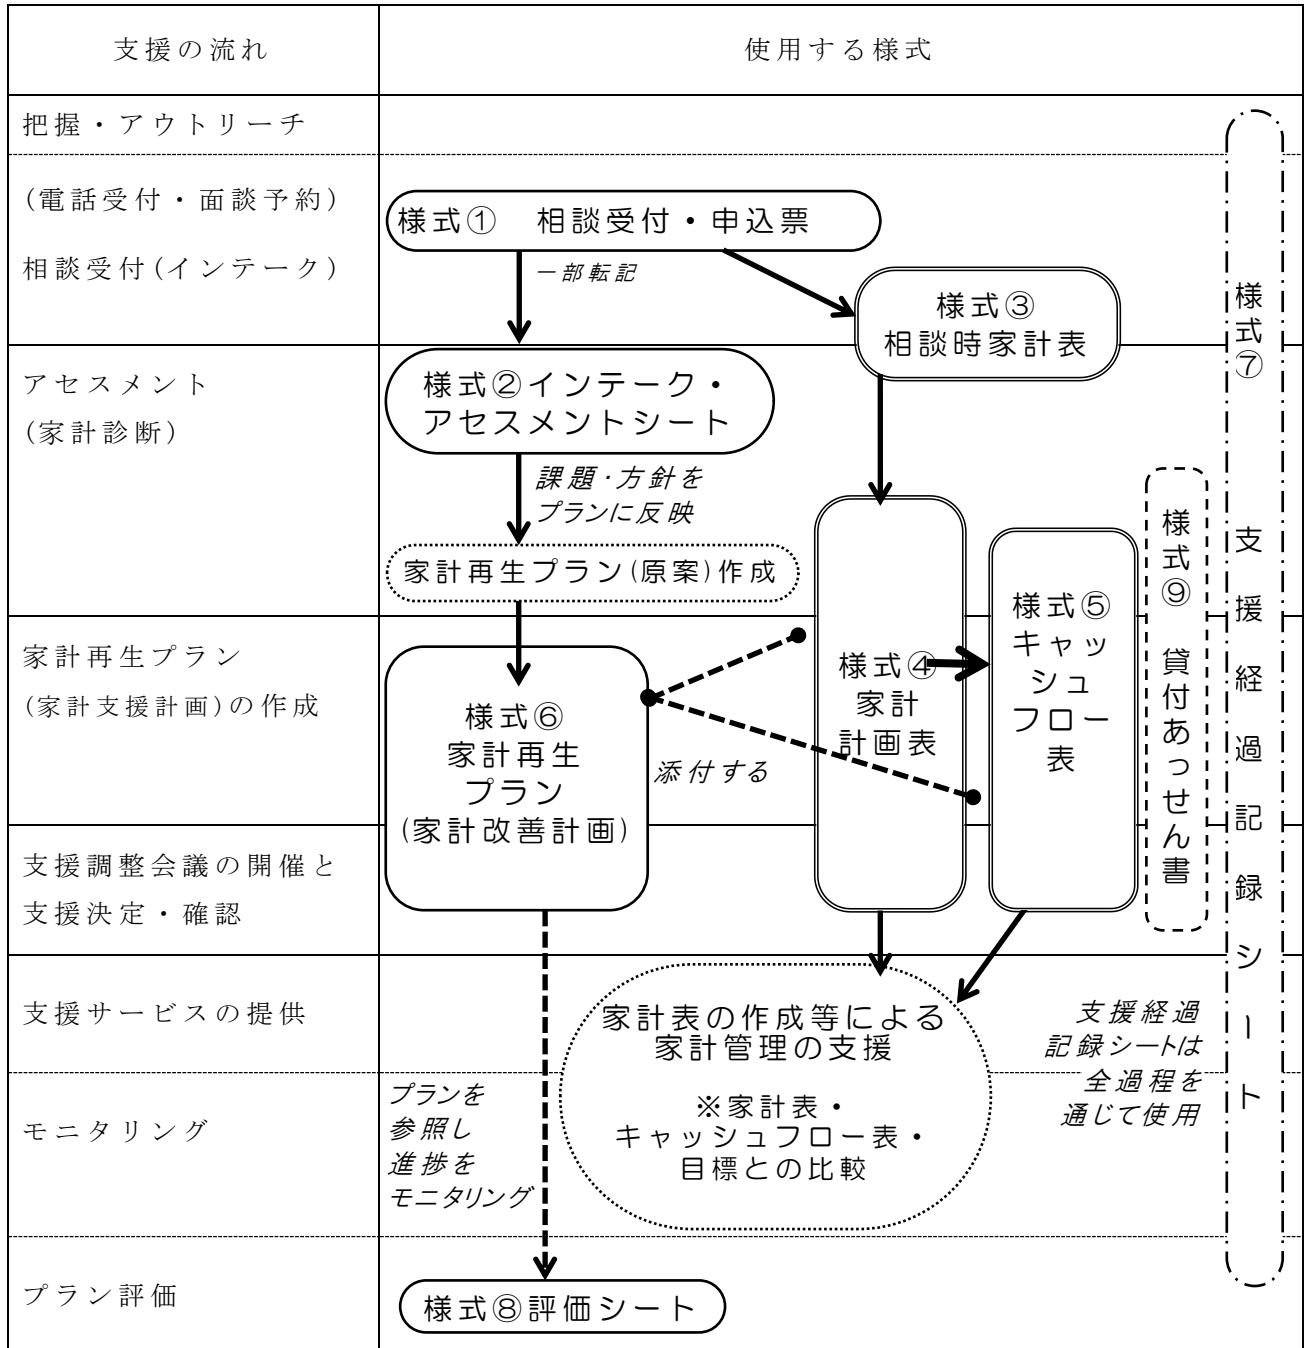 支援の流れ
使用する様式
把握・アウトリーチ
(電話受付・面談予約)
相談受付(インテーク)
様式①　相談受付・申込票
一部転記
様式③
相談時家計表
アセスメント
(家計診断)
様式②インテーク・
アセスメントシート
課題・方針を
プランに反映
家計再生プラン(原案)作成
家計再生プラン
(家計支援計画)の作成
様式⑥
家計再生
プラン
(家計改善計画)
添付する
様式④
家計
計画表
様式⑤
キャッ
シュ
フロー
表
様式⑨　貸付あっせん書
様式⑦　支援経過記録シート
支援調整会議の開催と
支援決定・確認
支援サービスの提供
家計表の作成等による
家計管理の支援
※家計表・
キャッシュフロー表・
目標との比較
支援経過
記録シートは
全過程を
通じて使用
モニタリング
プランを
参照し
進捗を
モニタリング
プラン評価
様式⑧評価シート